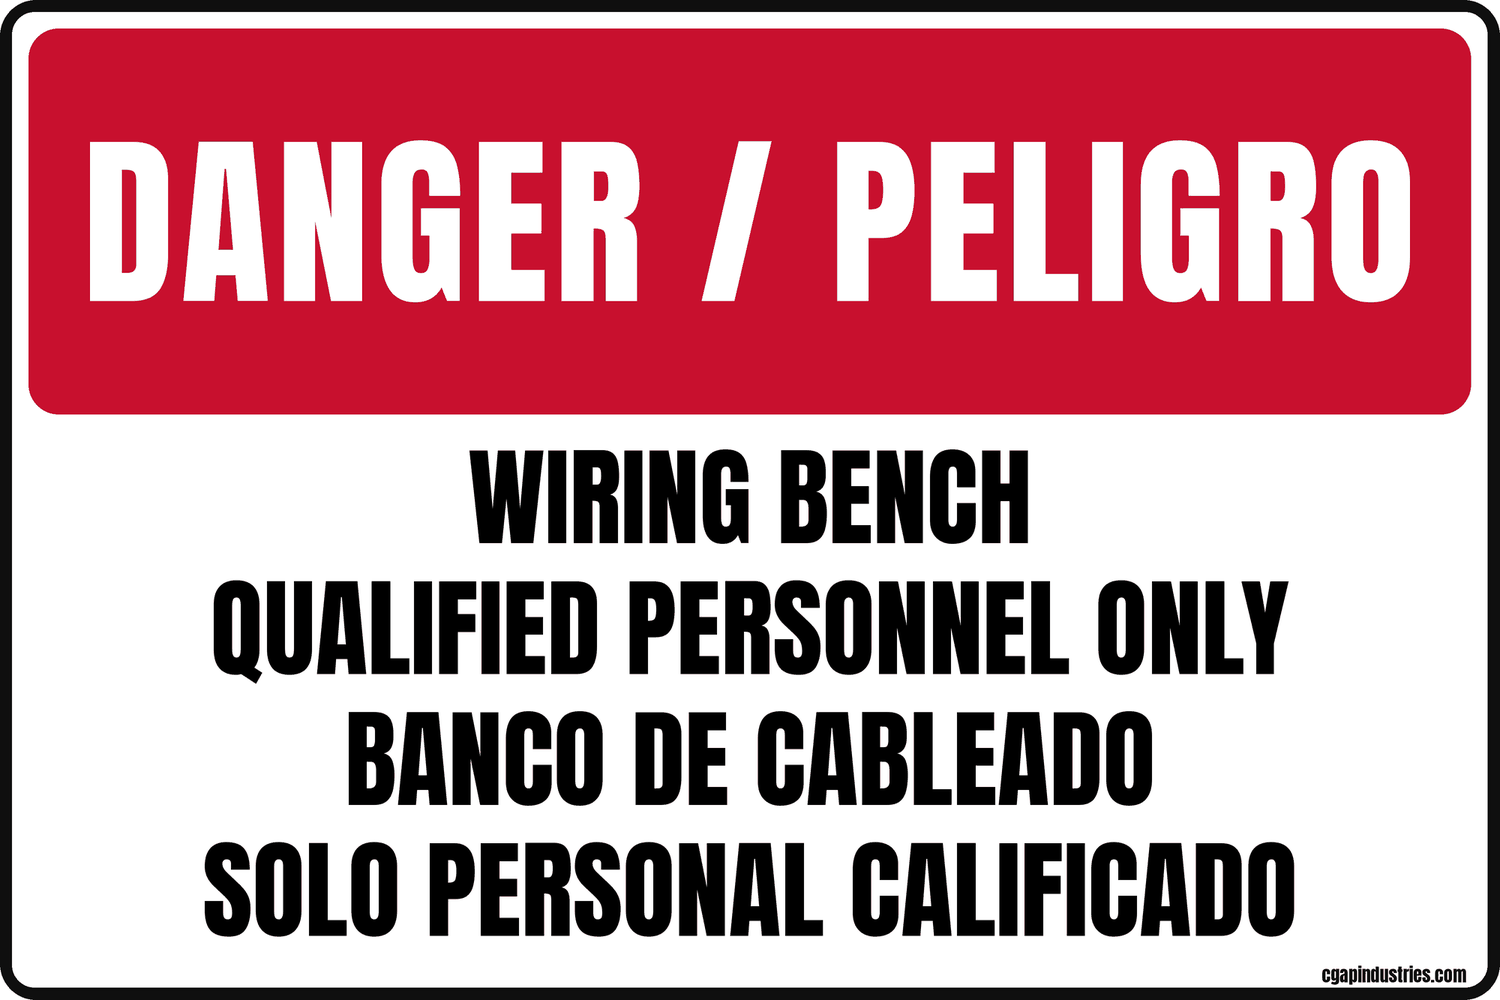 DANGER / PELIGRO
WIRING BENCH
QUALIFIED PERSONNEL ONLY
BANCO DE CABLEADO
SOLO PERSONAL CALIFICADO
cgapindustries.com